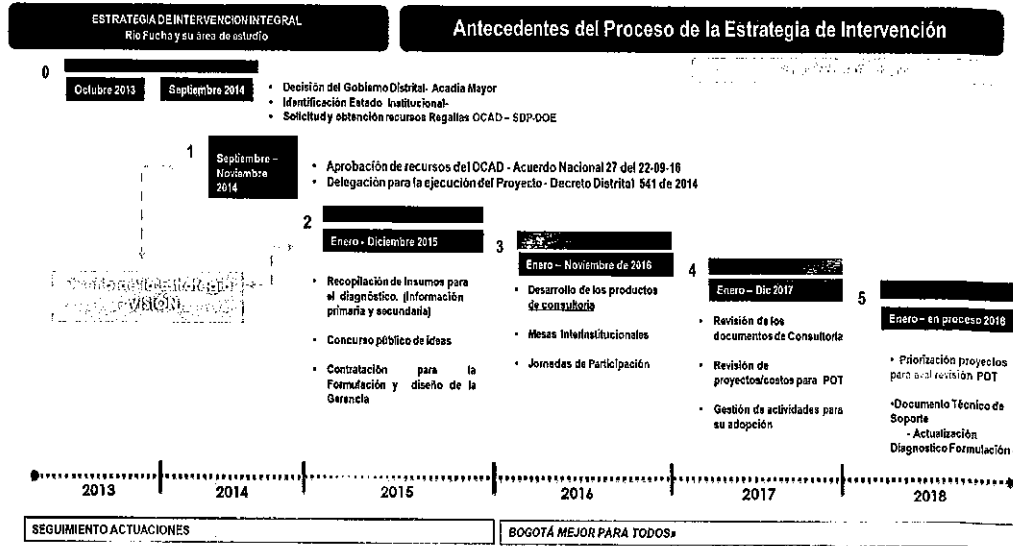 ESTRATEGIA DE INTERVENCION INTEGRAL
Rio Fucha y su área de estudio
Antecedentes del Proceso de la Estrategia de Intervención
0
Octubre 2013
Septiembre 2014
• Decisión del Gobierno Distrital- Acadia Mayor
• Identificación Estado Institucional-
• Solicitud y obtención recursos Regalías OCAD – SDP-DOE
1
Septiembre –
Noviembre
2014
• Aprobación de recursos del OCAD - Acuerdo Nacional 27 del 22-09-16
• Delegación para la ejecución del Proyecto - Decreto Distrital 541 de 2014
VISIÓN
2
Enero - Diciembre 2015
• Recopilación de Insumos para
el diagnóstico. (Información
primaria y secundaria)
• Concurso público de ideas
• Contratación para la
Formulación y diseño de la
Gerencia
3
Enero – Noviembre de 2016
• Desarrollo de los productos
de consultoría
• Mesas Interinstitucionales
• Jornadas de Participación
4
Enero – Dic 2017
• Revisión de los
documentos de Consultoría
• Revisión de
proyectos/costos para POT
• Gestión de actividades para
su adopción
5
Enero – en proceso 2018
• Priorización proyectos
para aval revisión POT
•Documento Técnico de
Soporte
- Actualización
Diagnostico Formulación
2013
2014
2015
2016
2017
2018
SEGUIMIENTO ACTUACIONES
BOGOTÁ MEJOR PARA TODOS»